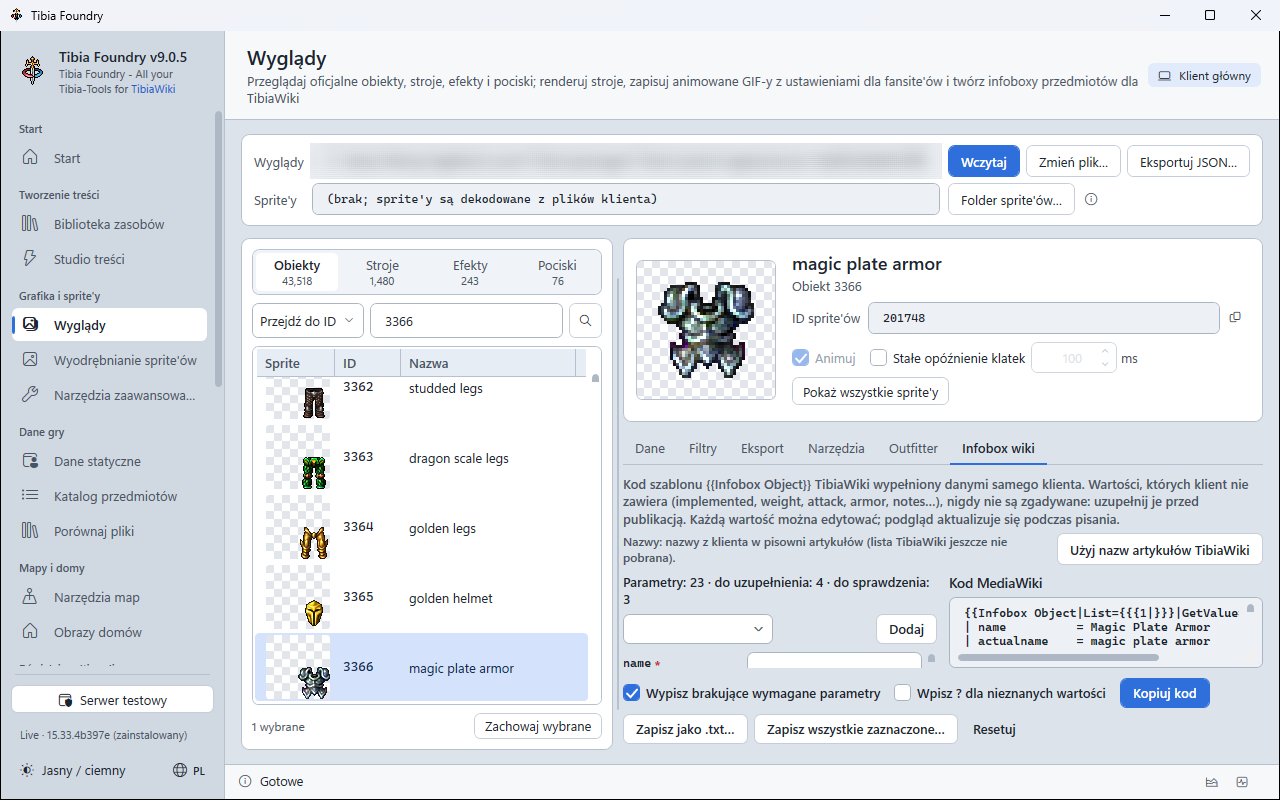 Tibia Foundry
Tibia Foundry v9.0.5
Tibia Foundry - All your
Tibia-Tools for TibiaWiki
Start
Start
Tworzenie treści
Biblioteka zasobów
Studio treści
Grafika i sprite'y
Wyglądy
Wyodrębnianie sprite'ów
Narzędzia zaawansowa...
Dane gry
Dane statyczne
Katalog przedmiotów
Porównaj pliki
Mapy i domy
Narzędzia map
Obrazy domów
Serwer testowy
Live · 15.33.4b397e (zainstalowany)
Jasny / ciemny
PL
Wyglądy
Przeglądaj oficjalne obiekty, stroje, efekty i pociski; renderuj stroje, zapisuj animowane GIF-y z ustawieniami dla fansite'ów i twórz infoboxy przedmiotów dla
TibiaWiki
Klient główny
Wyglądy
Wczytaj
Zmień plik...
Eksportuj JSON...
Sprite'y
(brak; sprite'y są dekodowane z plików klienta)
Folder sprite'ów...
Obiekty
43,518
Stroje
1,480
Efekty
243
Pociski
76
Przejdź do ID
3366
Sprite
ID
Nazwa
3362
studded legs
3363
dragon scale legs
3364
golden legs
3365
golden helmet
3366
magic plate armor
1 wybrane
Zachowaj wybrane
magic plate armor
Obiekt 3366
ID sprite'ów
201748
Animuj
Stałe opóźnienie klatek
100
ms
Pokaż wszystkie sprite'y
Dane
Filtry
Eksport
Narzędzia
Outfitter
Infobox wiki
Kod szablonu {{Infobox Object}} TibiaWiki wypełniony danymi samego klienta. Wartości, których klient nie
zawiera (implemented, weight, attack, armor, notes...), nigdy nie są zgadywane: uzupełnij je przed
publikacją. Każdą wartość można edytować; podgląd aktualizuje się podczas pisania.
Nazwy: nazwy z klienta w pisowni artykułów (lista TibiaWiki jeszcze nie
pobrana).
Użyj nazw artykułów TibiaWiki
Parametry: 23 · do uzupełnienia: 4 · do sprawdzenia:
3
Dodaj
name *
Kod MediaWiki
{{Infobox Object|List={{{1|}}}|GetValue
| name = Magic Plate Armor
| actualname = magic plate armor
Wypisz brakujące wymagane parametry
Wpisz ? dla nieznanych wartości
Kopiuj kod
Zapisz jako .txt...
Zapisz wszystkie zaznaczone...
Resetuj
Gotowe